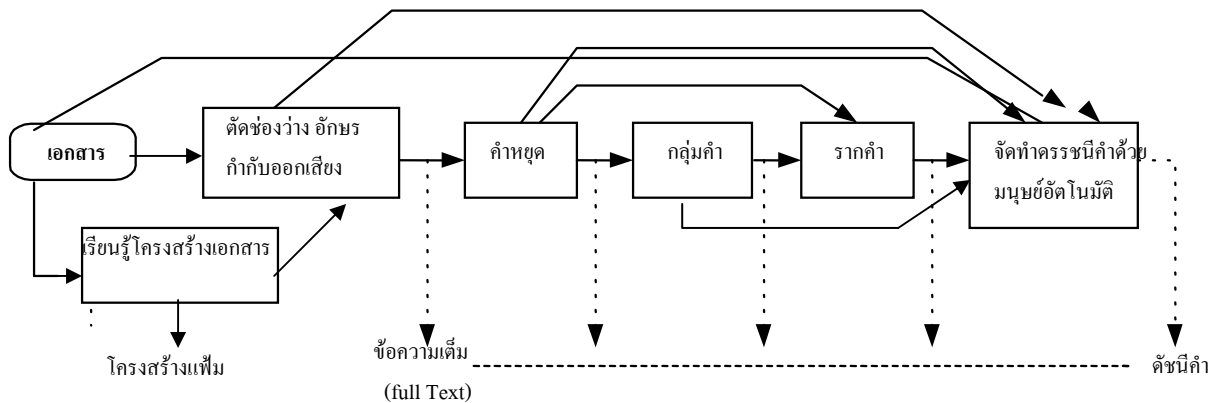 เอกสาร
ตัดช่องว่าง อักษร
กำกับออกเสียง
คำหยุด
กลุ่มคำ
รากคำ
จัดทำดรรชนีคำด้วย
มนุษย์อัตโนมัติ
เรียนรู้โครงสร้างเอกสาร
โครงสร้างแฟ้ม
ข้อความเต็ม
(full Text)
ดัชนีคำ